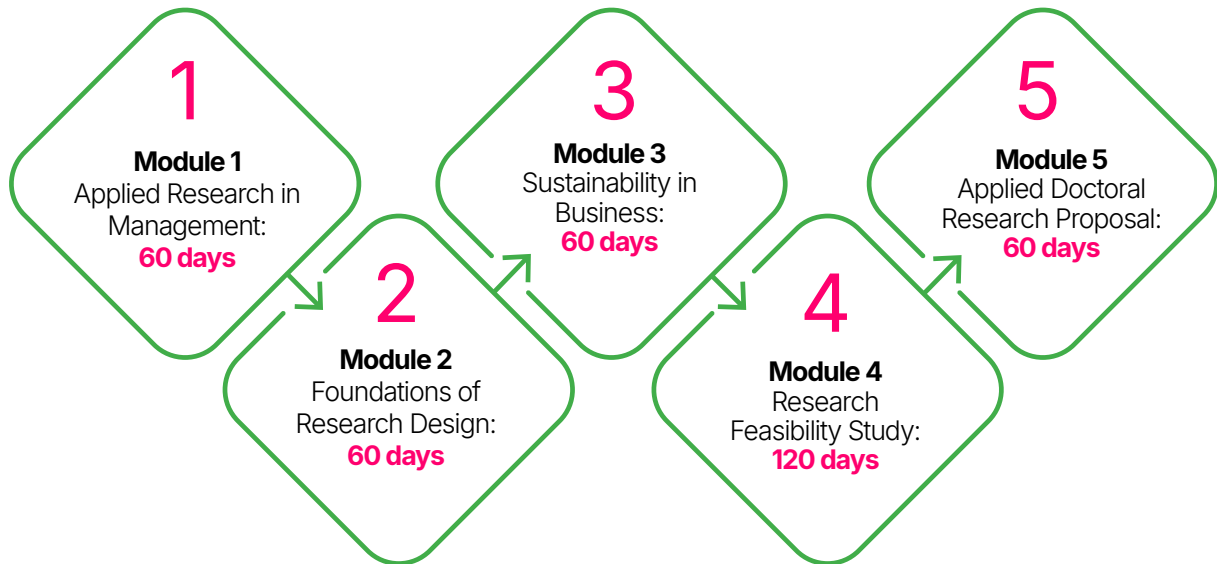 1
Module 1
Applied Research in
Management:
60 days
2
Module 2
Foundations of
Research Design:
60 days
3
Module 3
Sustainability in
Business:
60 days
4
Module 4
Research
Feasibility Study:
120 days
5
Module 5
Applied Doctoral
Research Proposal:
60 days